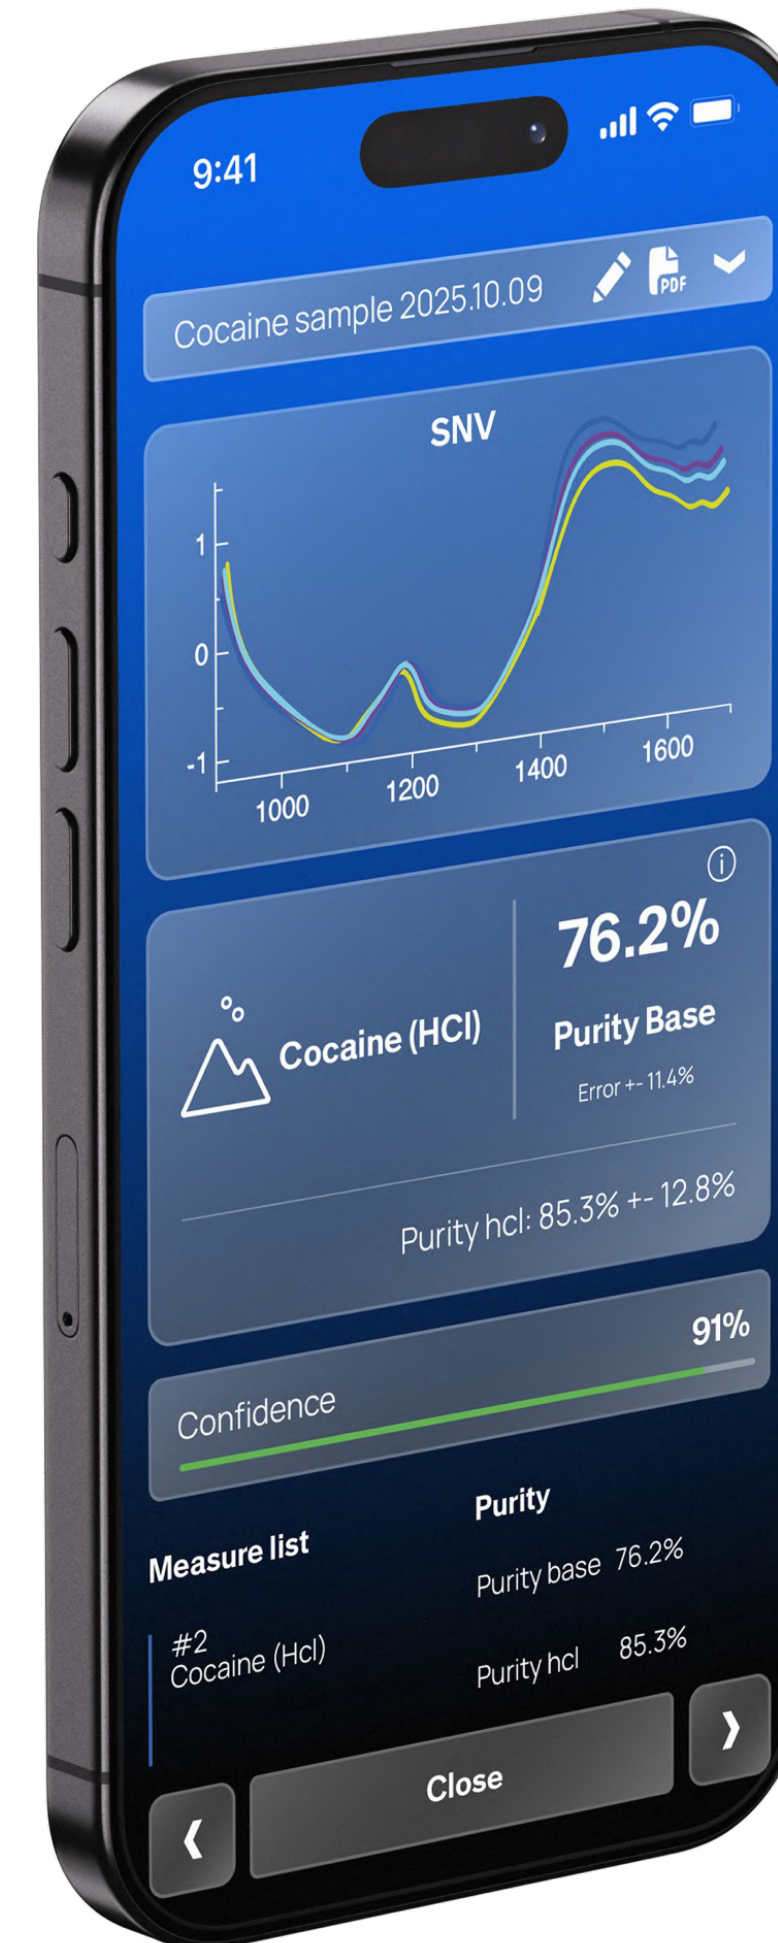 9:41
Cocaine sample 2025.10.09
PDF
SNV
1
0
-1
1000 1200 1400 1600
Cocaine (HCl)
76.2%
Purity Base
Error +- 11.4%
Purity hcl: 85.3% +- 12.8%
91%
Confidence
Measure list
#2
Cocaine (Hcl)
Purity
Purity base 76.2%
Purity hcl 85.3%
Close